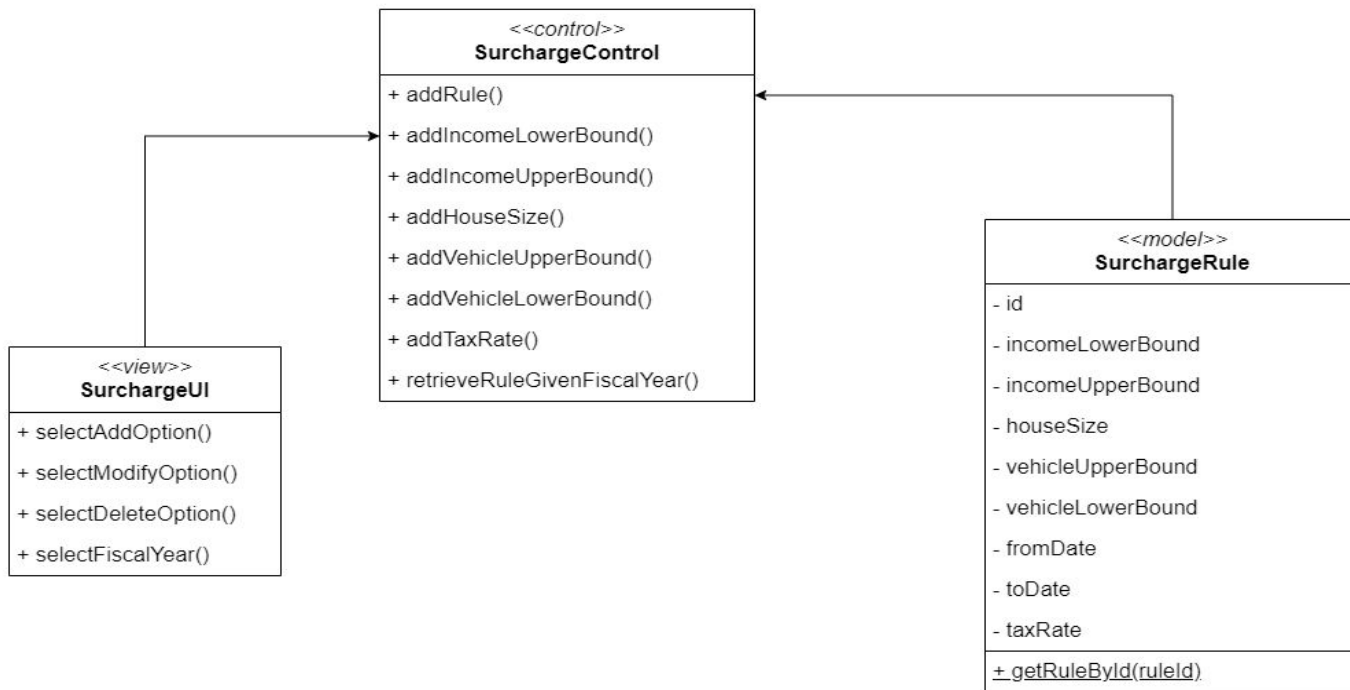 <<control>>
SurchargeControl
+ addRule()
+ addIncomeLowerBound()
+ addIncomeUpperBound()
+ addHouseSize()
+ addVehicleUpperBound()
+ addVehicleLowerBound()
+ addTaxRate()
+ retrieveRuleGivenFiscalYear()
<<view>>
SurchargeUI
+ selectAddOption()
+ selectModifyOption()
+ selectDeleteOption()
+ selectFiscalYear()
<<model>>
SurchargeRule
- id
- incomeLowerBound
- incomeUpperBound
- houseSize
- vehicleUpperBound
- vehicleLowerBound
- fromDate
- toDate
- taxRate
+ getRuleById(ruleId)